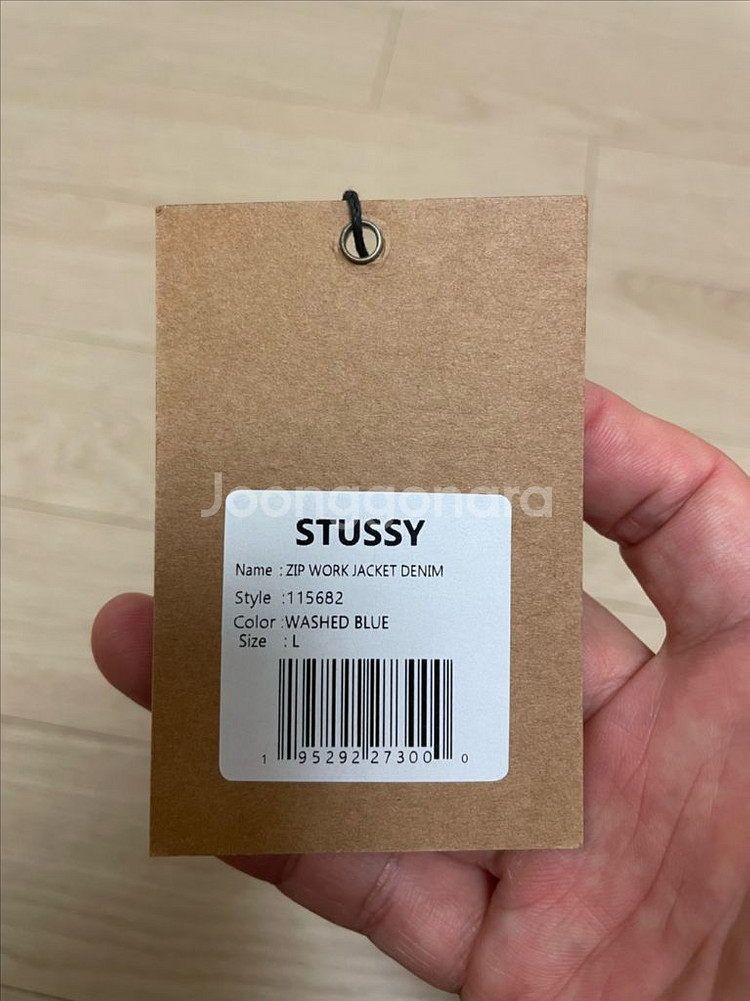 Joonggonara
STUSSY
Name : ZIP WORK JACKET DENIM
Style :115682
Color :WASHED BLUE
Size : L
1 95292 27300 0